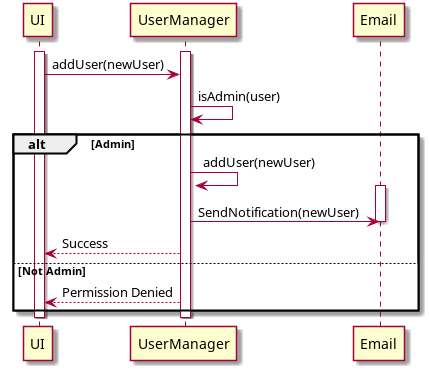 UI UserManager Email
addUser(newUser)
isAdmin(user)
alt [Admin]
addUser(newUser)
SendNotification(newUser)
Success
[Not Admin]
Permission Denied
UI UserManager Email